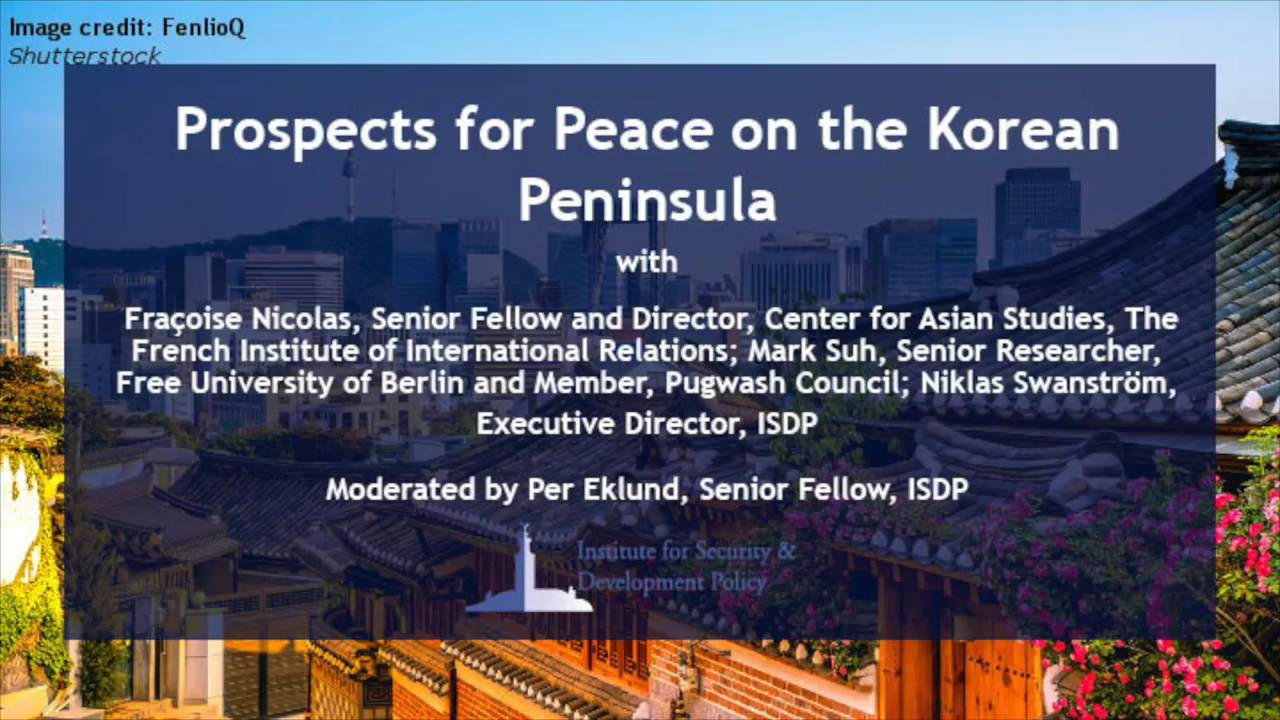 Image credit: FenlioQ
Shutterstock
Prospects for Peace on the Korean
Peninsula
with
Fraçoise Nicolas, Senior Fellow and Director, Center for Asian Studies, The
French Institute of International Relations; Mark Suh, Senior Researcher,
Free University of Berlin and Member, Pugwash Council; Niklas Swanström,
Executive Director, ISDP
Moderated by Per Eklund, Senior Fellow, ISDP
Institute for Security &
Development Policy